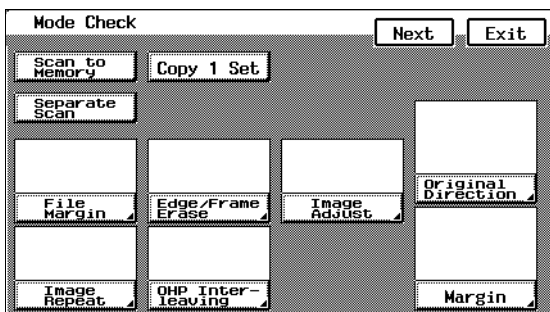 Mode Check
Next
Exit
Scan to
Memory
Copy 1 Set
Separate
Scan
File
Margin
Edge/Frame
Erase
Image
Adjust
Original
Direction
Image
Repeat
OHP Inter-
leaving
Margin